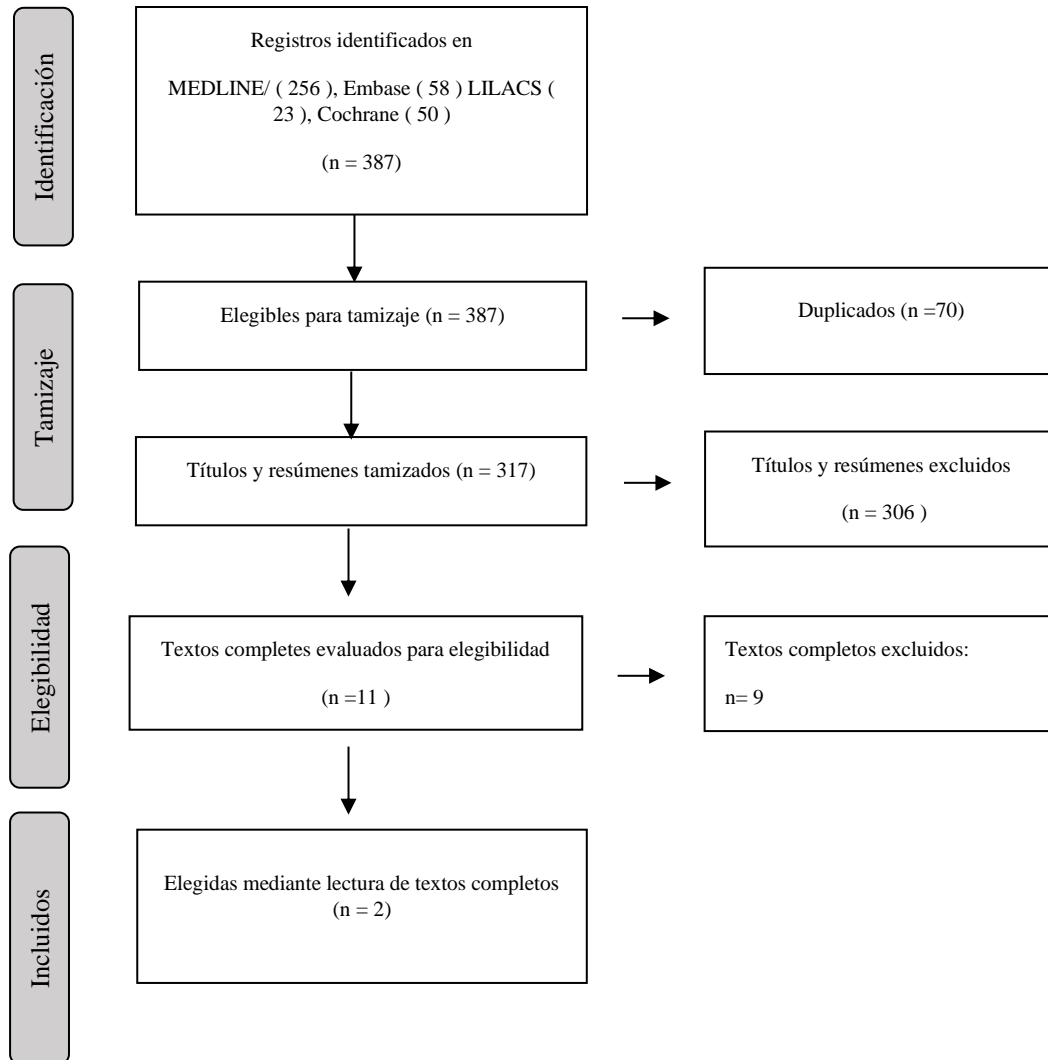 Identificación
Registros identificados en
MEDLINE/ ( 256 ), Embase ( 58 ) LILACS (
23 ), Cochrane ( 50 )
(n = 387)
Tamizaje
Elegibles para tamizaje (n = 387)
Duplicados (n =70)
Títulos y resúmenes tamizados (n = 317)
Títulos y resúmenes excluidos
(n = 306 )
Elegibilidad
Textos completes evaluados para elegibilidad
(n =11 )
Textos completos excluidos:
n= 9
Incluidos
Elegidas mediante lectura de textos completos
(n = 2)